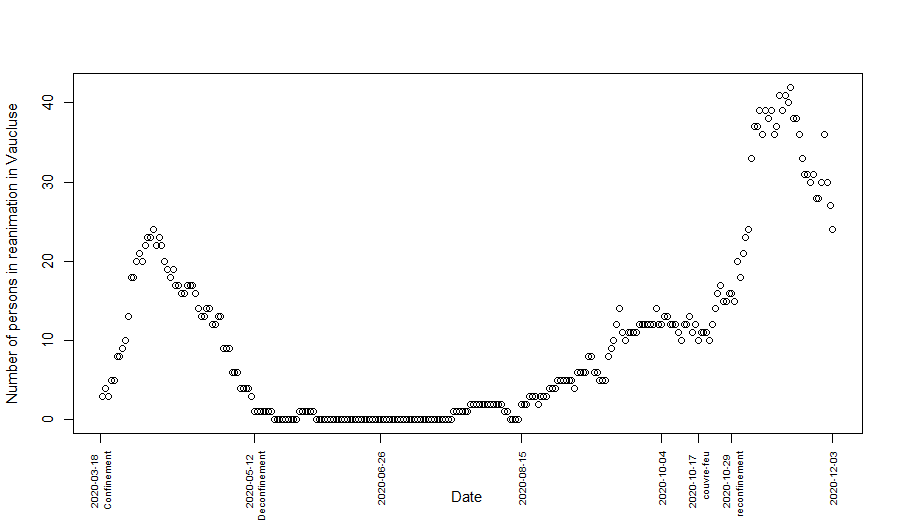 Number of persons in reanimation in Vaucluse
40
30
20
10
0
2020-03-18
Confinement
2020-05-12
Deconfinement
2020-06-26
2020-08-15
2020-10-04
2020-10-17
couvre-feu
2020-10-29
reconfinement
2020-12-03
Date